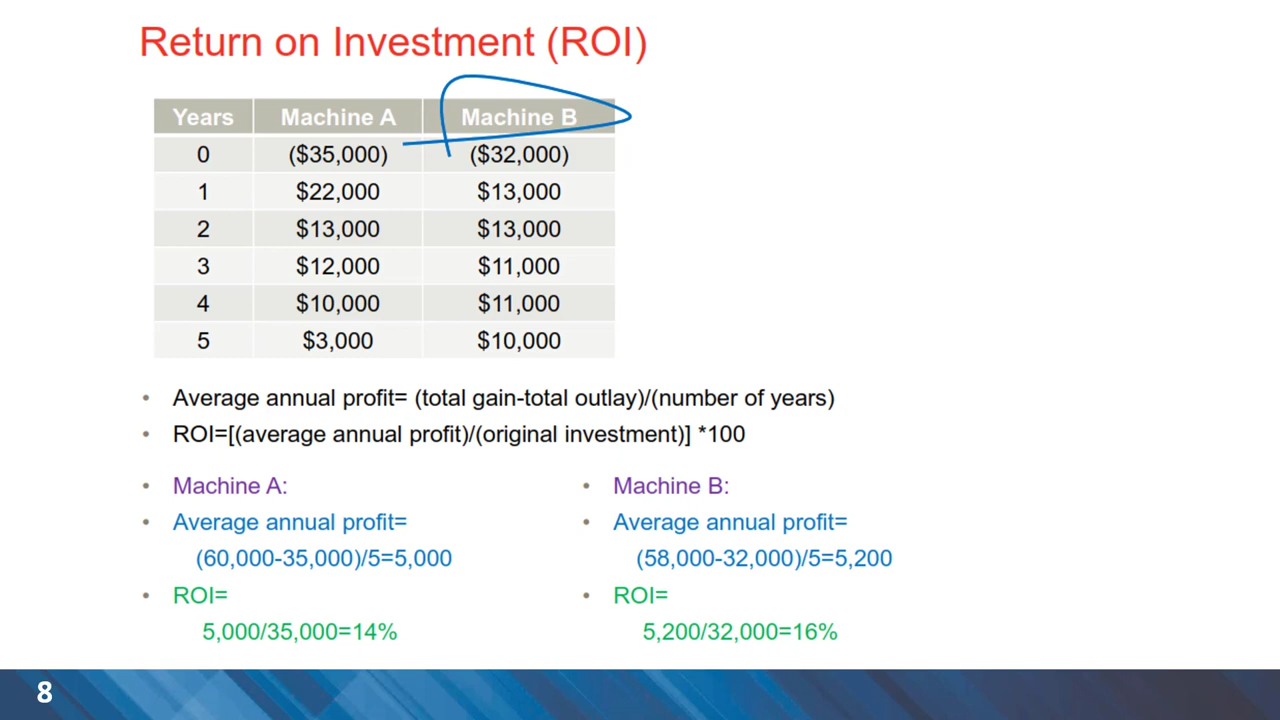 Return on Investment (ROI)
Years Machine A Machine B
0 ($35,000) ($32,000)
1 $22,000 $13,000
2 $13,000 $13,000
3 $12,000 $11,000
4 $10,000 $11,000
5 $3,000 $10,000
• Average annual profit= (total gain-total outlay)/(number of years)
• ROI=[(average annual profit)/(original investment)] *100
• Machine A:
• Average annual profit=
(60,000-35,000)/5=5,000
• ROI=
5,000/35,000=14%
• Machine B:
• Average annual profit=
(58,000-32,000)/5=5,200
• ROI=
5,200/32,000=16%
8